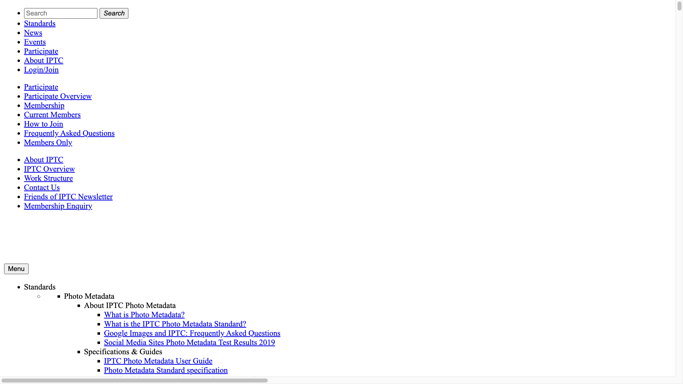 Search Search
Standards
News
Events
Participate
About IPTC
Login/Join
Participate
Participate Overview
Membership
Current Members
How to Join
Frequently Asked Questions
Members Only
About IPTC
IPTC Overview
Work Structure
Contact Us
Friends of IPTC Newsletter
Membership Enquiry
Menu
Standards
Photo Metadata
About IPTC Photo Metadata
What is Photo Metadata?
What is the IPTC Photo Metadata Standard?
Google Images and IPTC: Frequently Asked Questions
Social Media Sites Photo Metadata Test Results 2019
Specifications & Guides
IPTC Photo Metadata User Guide
Photo Metadata Standard specification